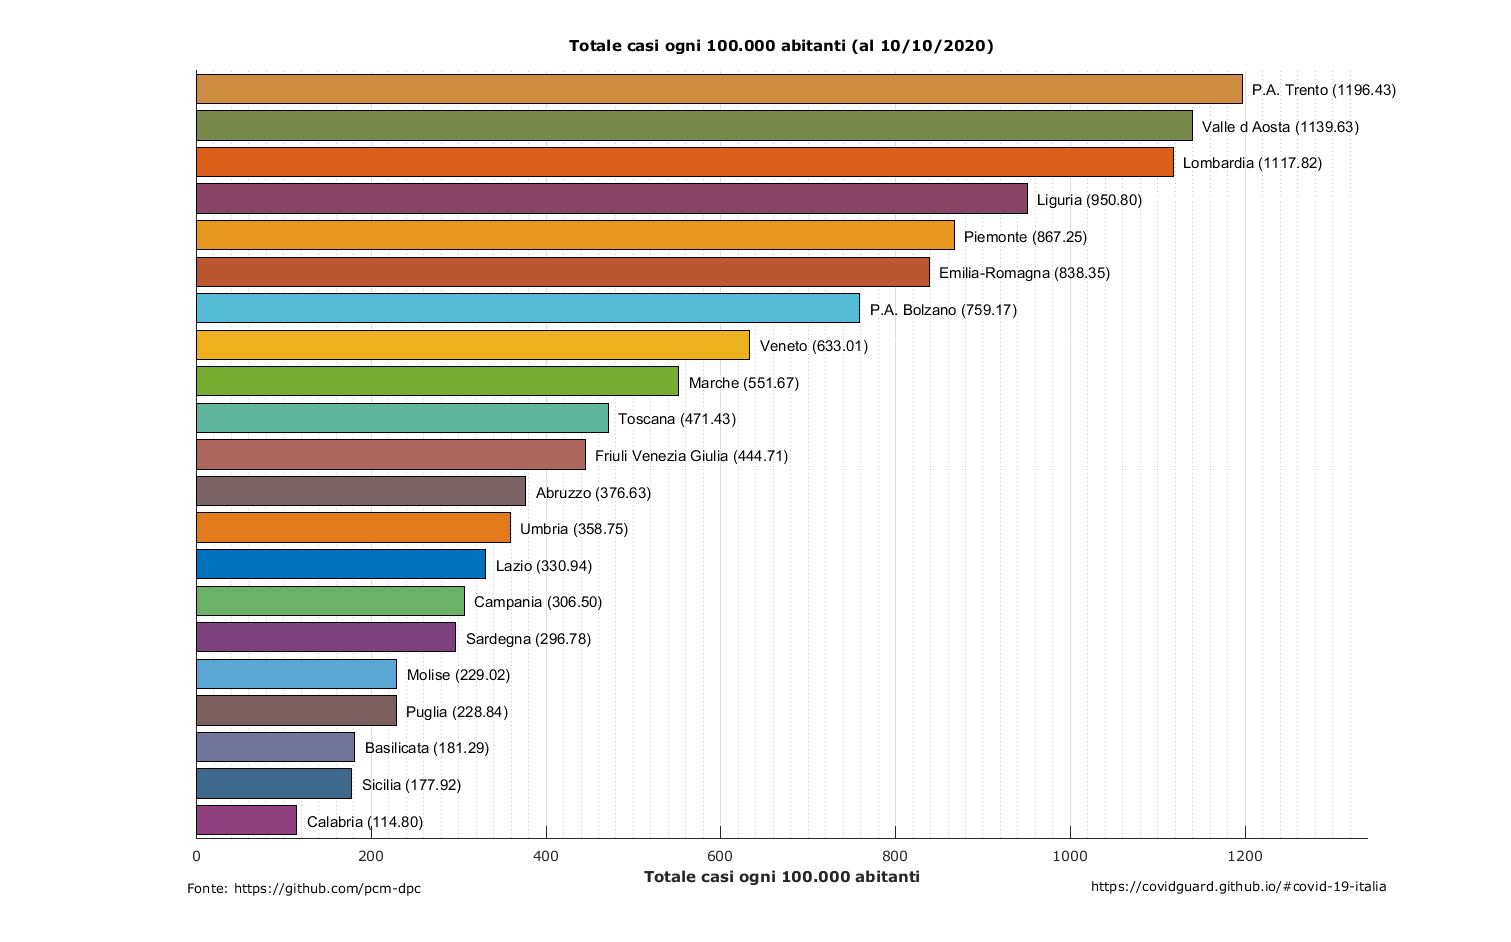 Totale casi ogni 100.000 abitanti (al 10/10/2020)
P.A. Trento (1196.43)
Valle d Aosta (1139.63)
Lombardia (1117.82)
Liguria (950.80)
Piemonte (867.25)
Emilia-Romagna (838.35)
P.A. Bolzano (759.17)
Veneto (633.01)
Marche (551.67)
Toscana (471.43)
Friuli Venezia Giulia (444.71)
Abruzzo (376.63)
Umbria (358.75)
Lazio (330.94)
Campania (306.50)
Sardegna (296.78)
Molise (229.02)
Puglia (228.84)
Basilicata (181.29)
Sicilia (177.92)
Calabria (114.80)
0 200 400 600 800 1000 1200
Totale casi ogni 100.000 abitanti
Fonte: https://github.com/pcm-dpc
https://covidguard.github.io/#covid-19-italia